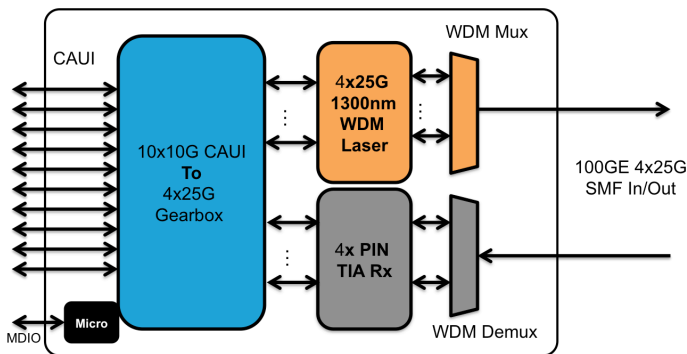 WDM Mux
CAUI
4x25G
1300nm
WDM
Laser
10x10G CAUI
To
4x25G
Gearbox
100GE 4x25G
SMF In/Out
4x PIN
TIA Rx
Micro
MDIO
WDM Demux